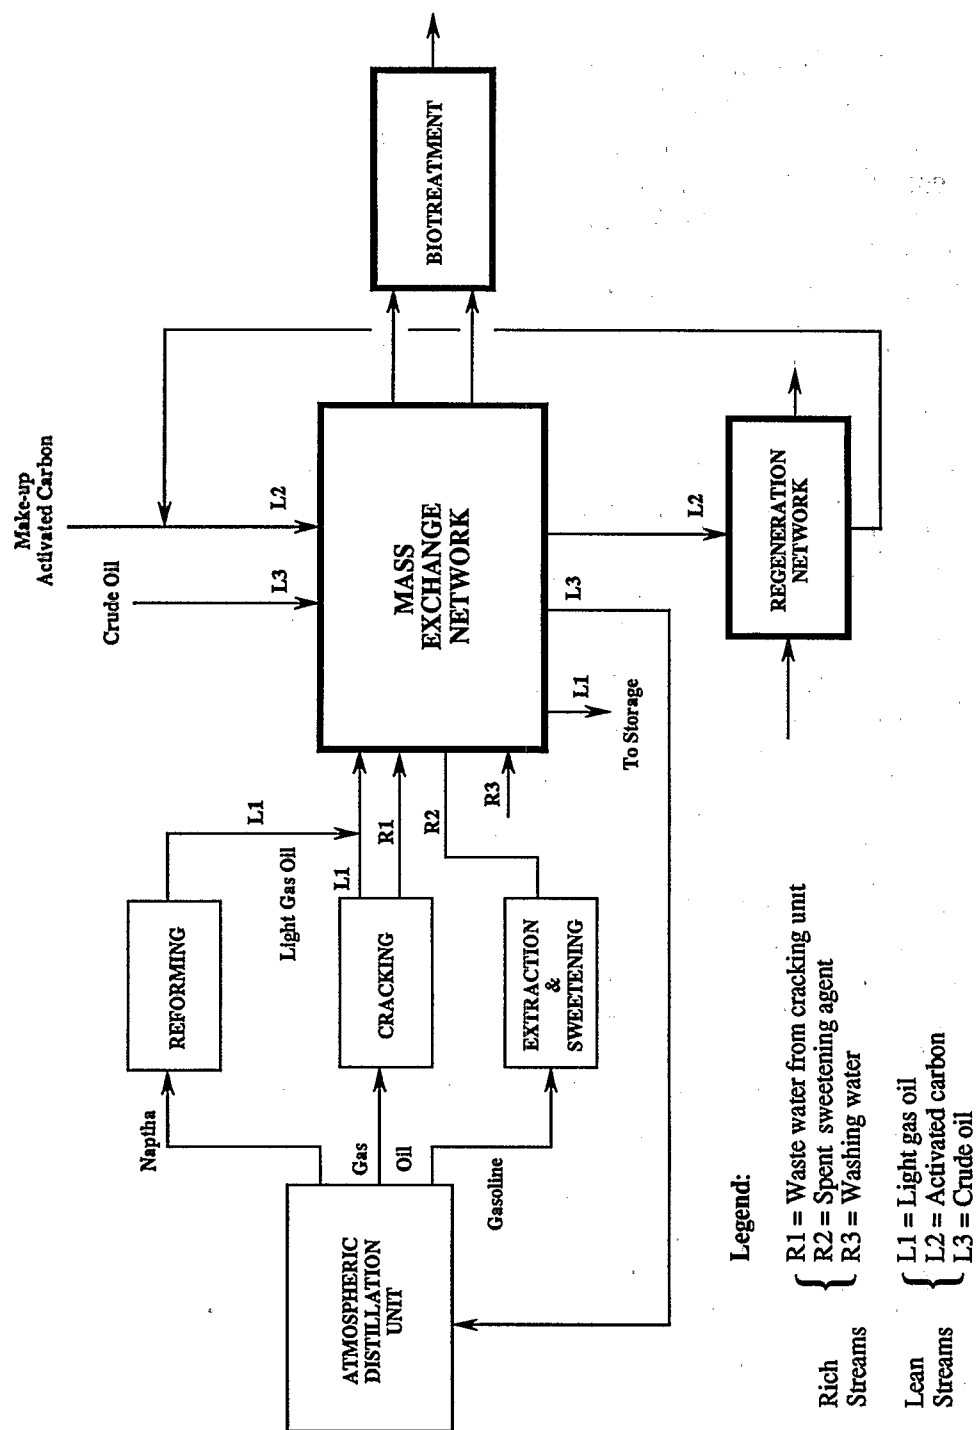 Make-up
Activated Carbon
Crude Oil
L3
L2
REFORMING
L1
Naptha
Light Gas Oil
L1
R1
R2
R3
CRACKING
Gas
Oil
EXTRACTION
&
SWEETENING
Gasoline
ATMOSPHERIC
DISTILLATION
UNIT
MASS
EXCHANGE
NETWORK
BIOTREATMENT
L1
To Storage
L3
L2
REGENERATION
NETWORK
Legend:
Rich
Streams
R1 = Waste water from cracking unit
R2 = Spent sweetening agent
R3 = Washing water
Lean
Streams
L1 = Light gas oil
L2 = Activated carbon
L3 = Crude oil